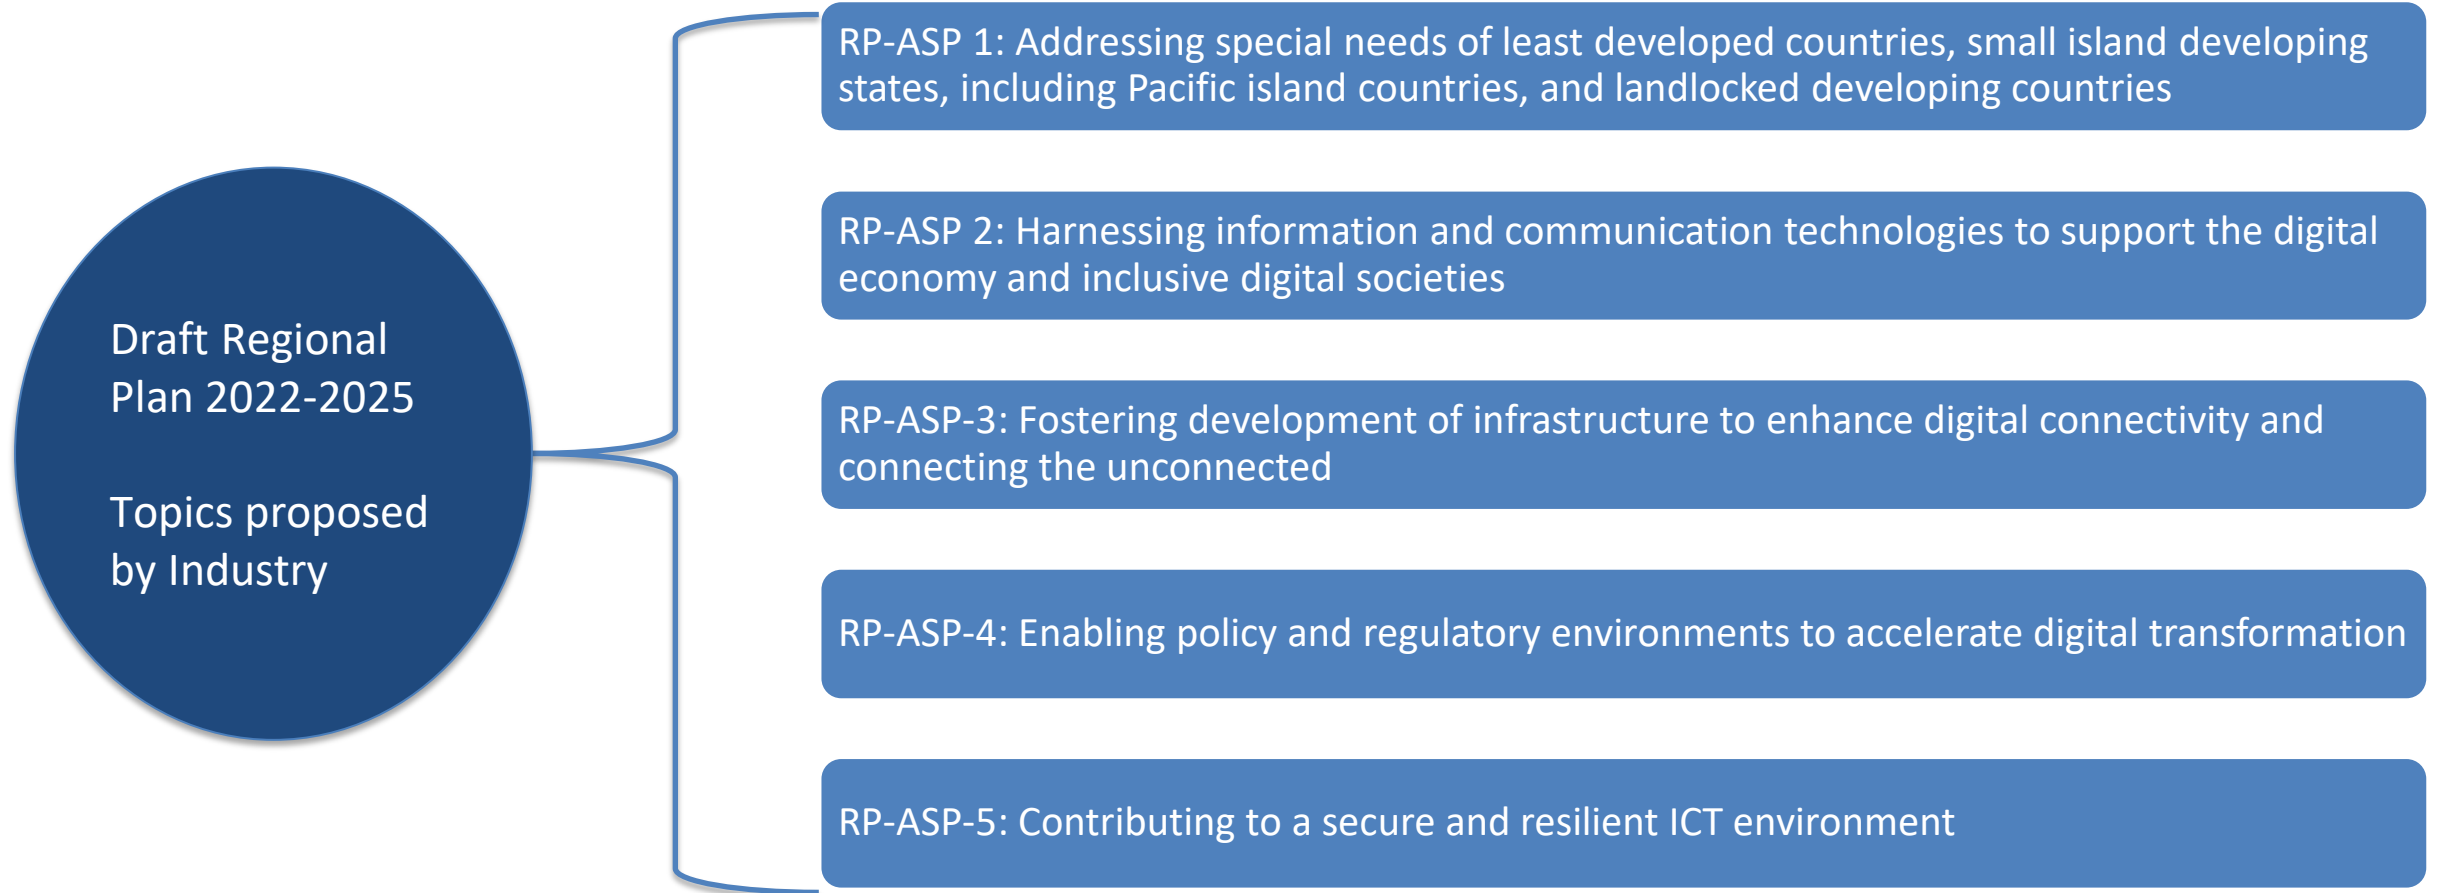 Draft Regional
Plan 2022-2025
Topics proposed
by Industry
RP-ASP 1: Addressing special needs of least developed countries, small island developing
states, including Pacific island countries, and landlocked developing countries
RP-ASP 2: Harnessing information and communication technologies to support the digital
economy and inclusive digital societies
RP-ASP-3: Fostering development of infrastructure to enhance digital connectivity and
connecting the unconnected
RP-ASP-4: Enabling policy and regulatory environments to accelerate digital transformation
RP-ASP-5: Contributing to a secure and resilient ICT environment